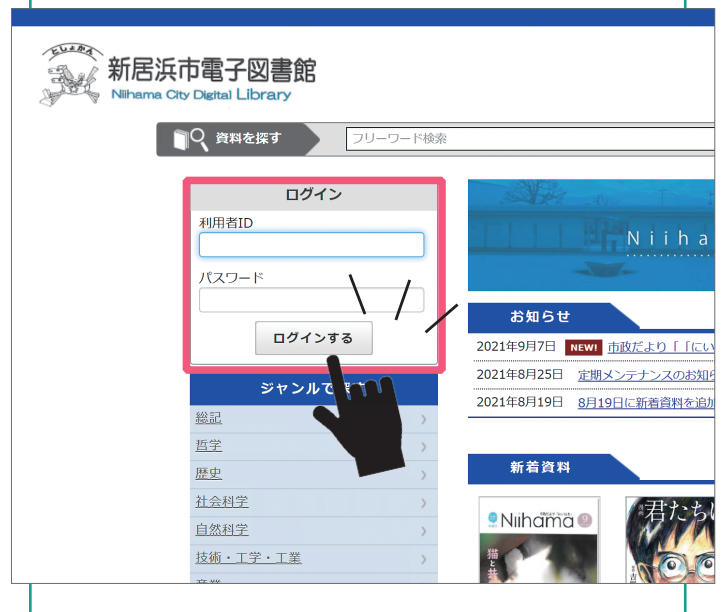 としょかん
新居浜市電子図書館
Niihama City Digital Library
資料を探す
フリーワード検索
ログイン
利用者ID
パスワード
ログインする
ジャンルで
総記
哲学
歴史
社会科学
自然科学
技術・工学・工業
Niiha
お知らせ
2021年9月7日 NEW! 市政だより「「にい
2021年8月25日 定期メンテナンスのお知ら
2021年8月19日 8月19日に新着資料を追加
新着資料
Niihama 9
猫と共
君たちは